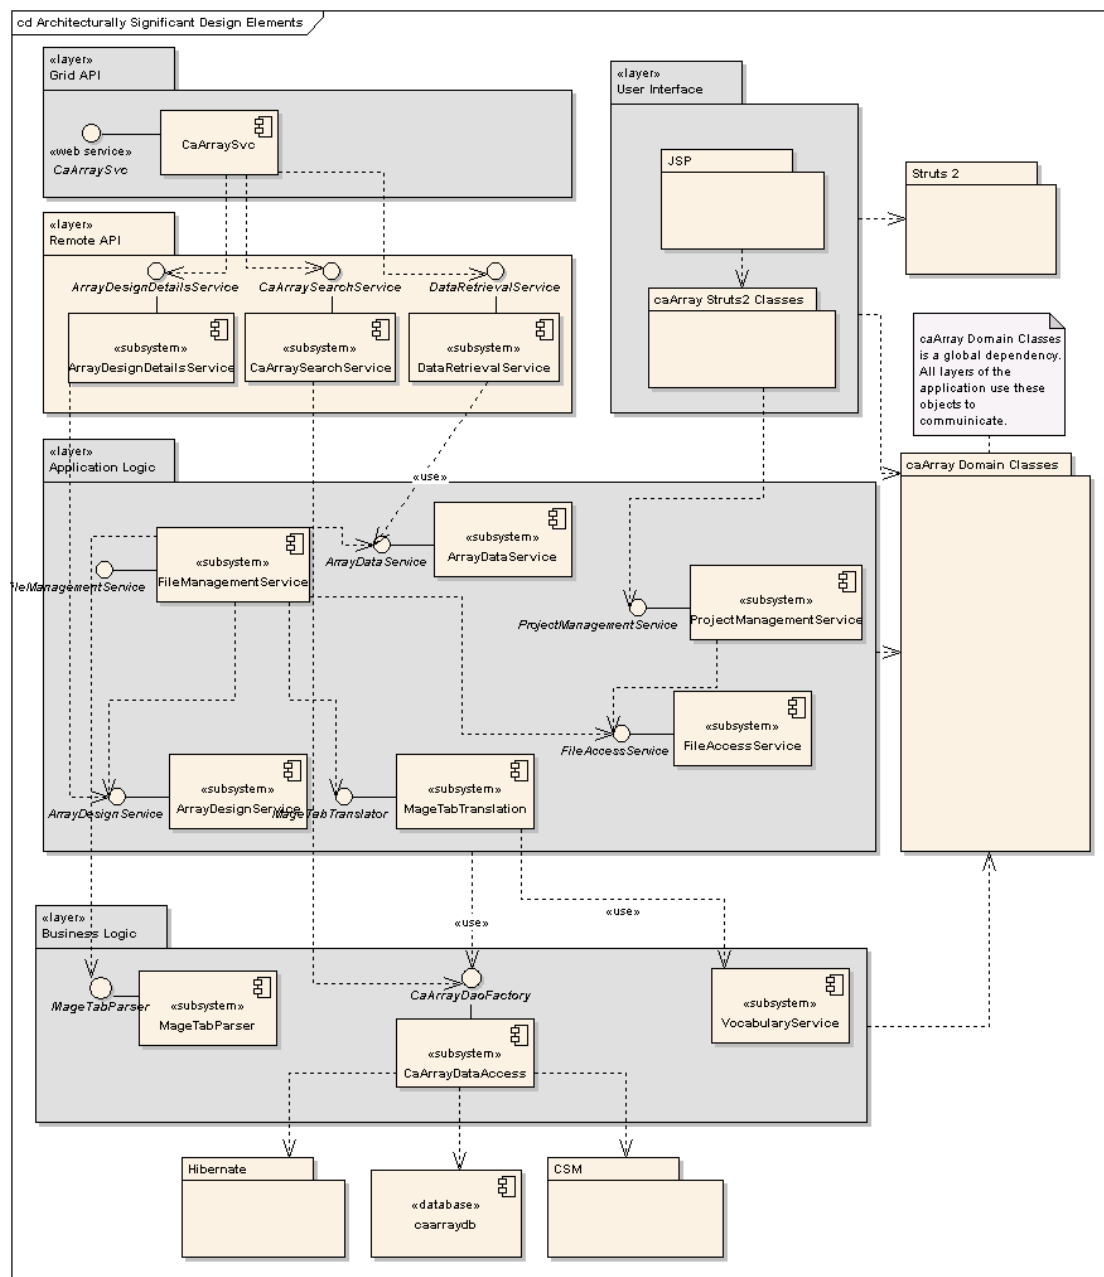 cd Architecturally Significant Design Elements
«layer»
Grid API
CaArraySvc
«web service»
CaArraySvc
«layer»
User Interface
JSP
Struts 2
caArray Struts2 Classes
«layer»
Remote API
ArrayDesignDetailsService
CaArraySearchService
DataRetrievalService
«subsystem»
ArrayDesignDetailsService
«subsystem»
CaArraySearchService
«subsystem»
DataRetrievalService
caArray Domain Classes
is a global dependency.
All layers of the
application use these
objects to
commuinicate.
caArray Domain Classes
«layer»
Application Logic
«use»
«subsystem»
FileManagementService
ileManagementService
ArrayDataService
«subsystem»
ArrayDataService
ProjectManagementService
«subsystem»
ProjectManagementService
FileAccessService
«subsystem»
FileAccessService
ArrayDesignService
«subsystem»
ArrayDesignService
MageTabTranslator
«subsystem»
MageTabTranslation
«use»
«use»
«layer»
Business Logic
MageTabParser
«subsystem»
MageTabParser
CaArrayDaoFactory
«subsystem»
CaArrayDataAccess
«subsystem»
VocabularyService
Hibernate
«database»
caarraydb
CSM